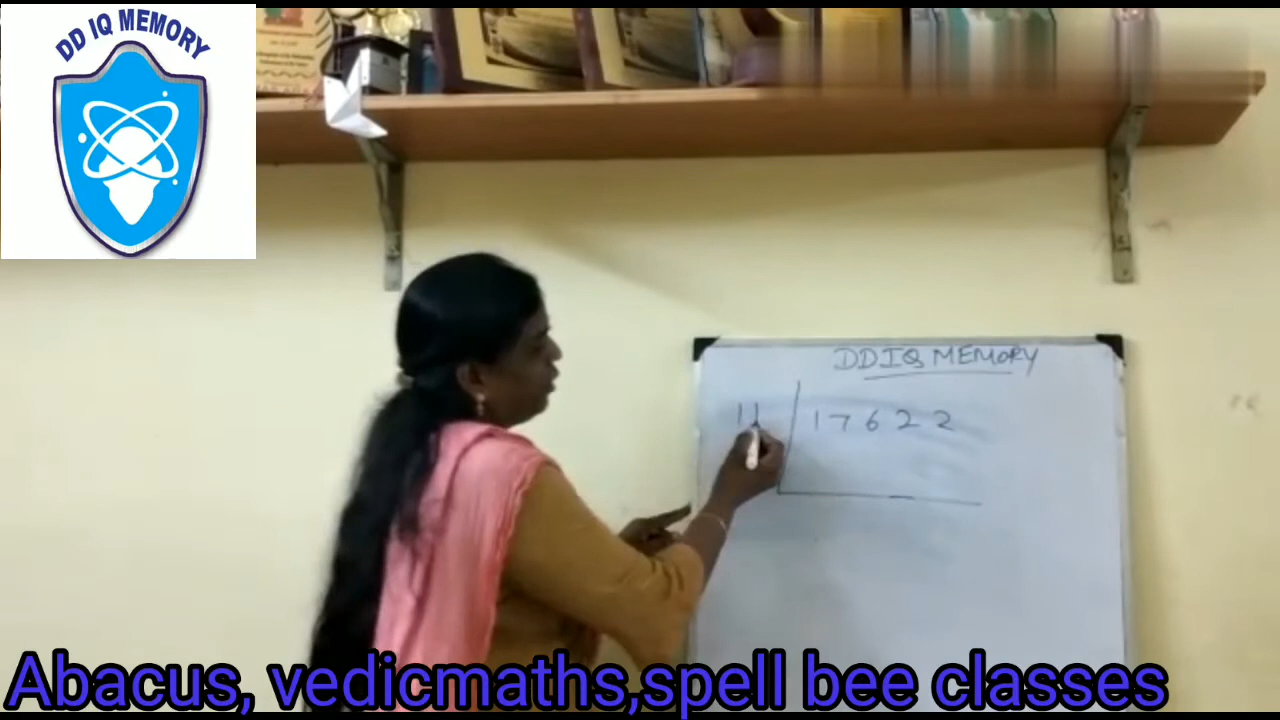 DD IQ MEMORY
DDIQ MEMORY
11 17622
Abacus, vedicmaths,spell bee classes